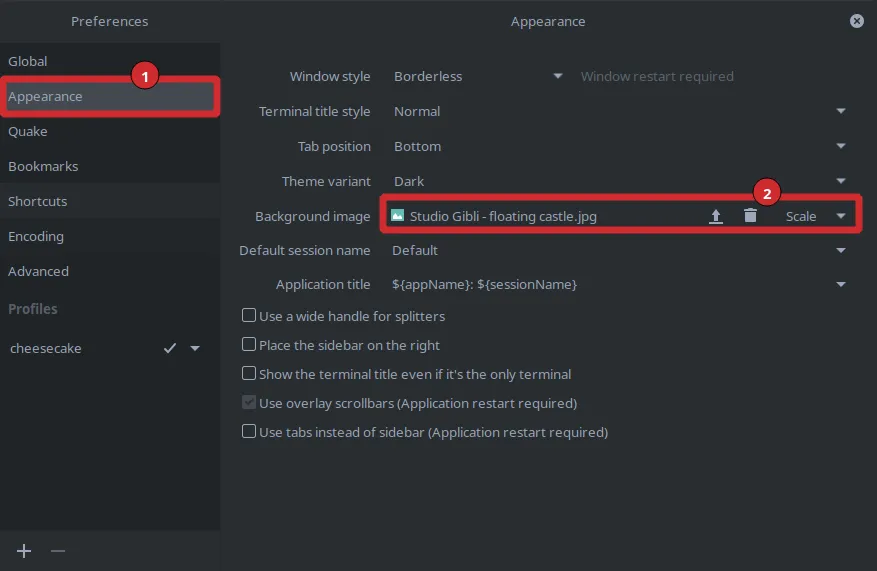 Preferences
Appearance
Global
1
Appearance
Quake
Bookmarks
Shortcuts
Encoding
Advanced
Profiles
cheesecake
Window style Borderless Window restart required
Terminal title style Normal
Tab position Bottom
Theme variant Dark
2
Background image Studio Gibli - floating castle.jpg Scale
Default session name Default
Application title ${appName}: ${sessionName}
Use a wide handle for splitters
Place the sidebar on the right
Show the terminal title even if it's the only terminal
Use overlay scrollbars (Application restart required)
Use tabs instead of sidebar (Application restart required)